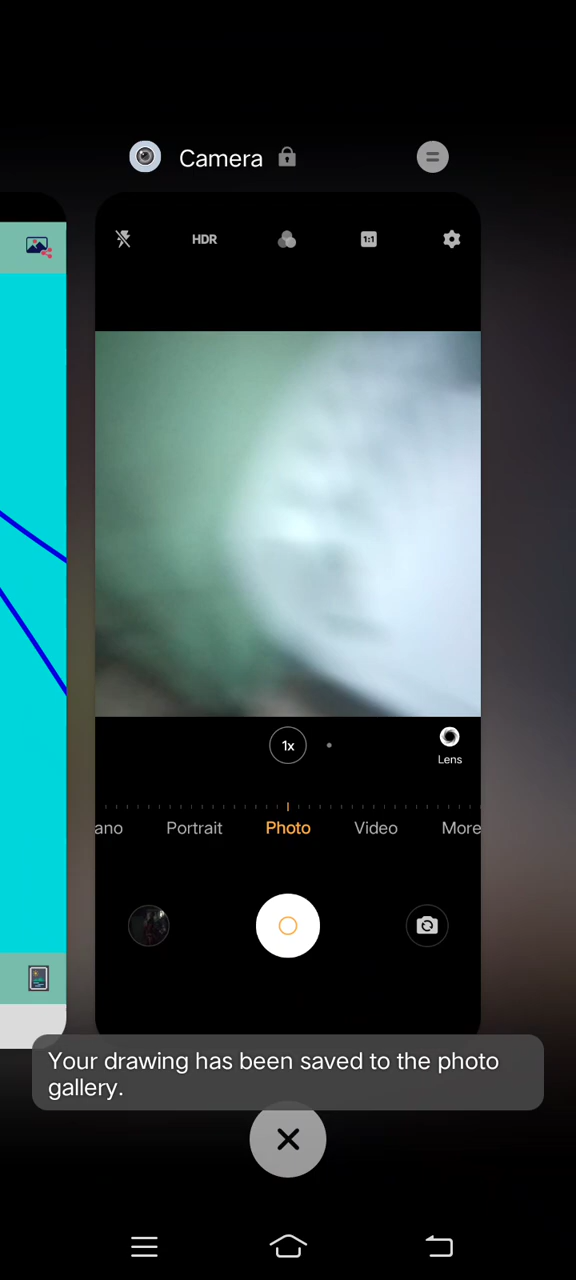 Camera
HDR
1:1
1x
Lens
ano Portrait Photo Video More
Your drawing has been saved to the photo
gallery.